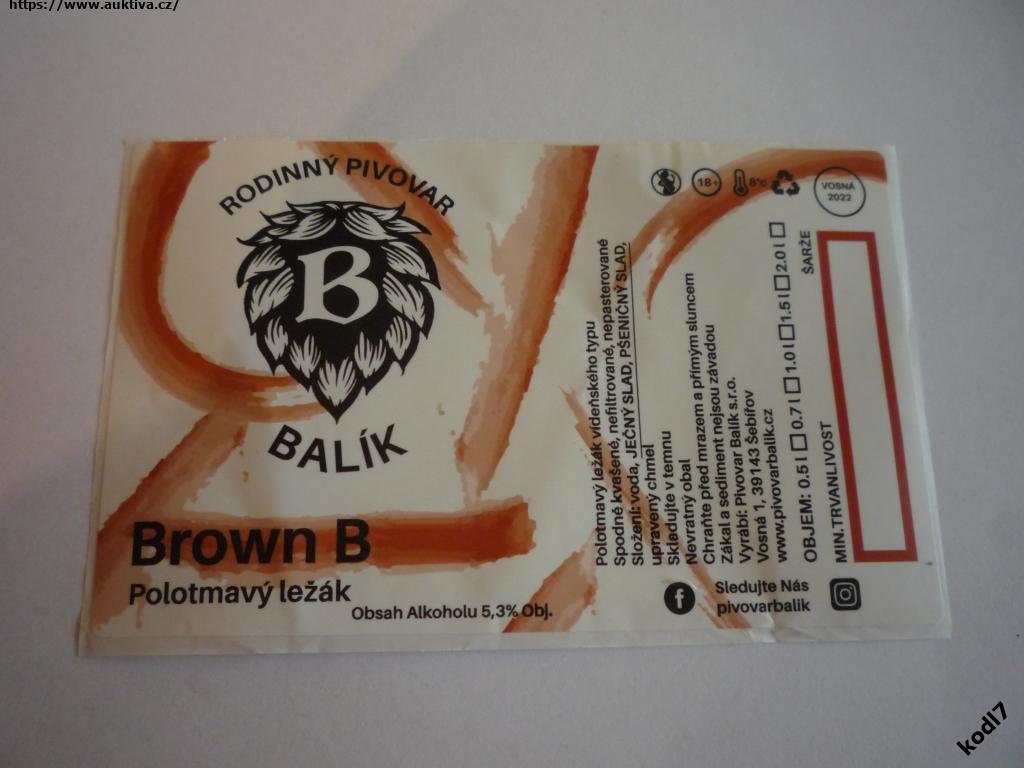 https://www.auktiva.cz/
RODINNÝ PIVOVAR
B
BALÍK
Brown B
Polotmavý ležák
Obsah Alkoholu 5,3% Obj.
Polotmavý ležák vídeňského typu
Spodně kvašené, nefiltrované, nepasterované
Složení: voda, JEČNÝ SLAD, PŠENIČNÝ SLAD,
upravený chmel
Skladujte v temnu
Nevratný obal
Chraňte před mrazem a přímým sluncem
Zákal a sediment nejsou závadou
Vyrábí: Pivovar Balík s.r.o.
Vosná 1, 39143 Šebířov
www.pivovarbalik.cz
OBJEM: 0.5 l 0.7 l 1.0 l 1.5 l 2.0 l
MIN.TRVANLIVOST ŠARŽE
18+
8°c
VOSNÁ
2022
Sledujte Nás
pivovarbalik
kodl7